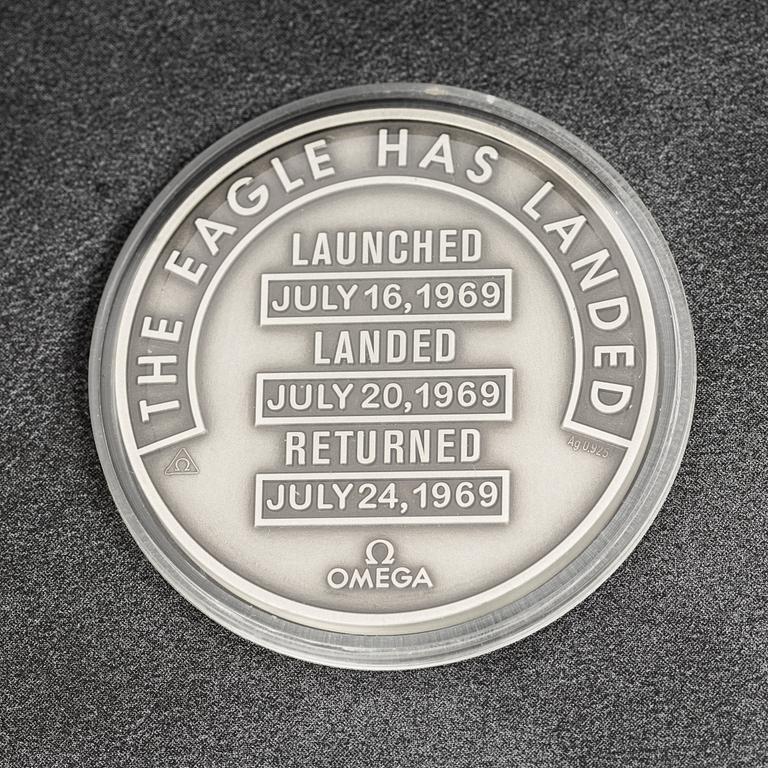 THE EAGLE HAS LANDED
LAUNCHED
JULY 16, 1969
LANDED
JULY 20, 1969
RETURNED
JULY 24, 1969
Ω
Ag 0,925
Ω
OMEGA